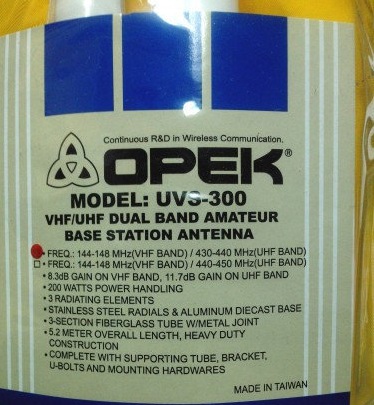 Continuous R&D in Wireless Communication.
OPEK®
MODEL: UVS-300
VHF/UHF DUAL BAND AMATEUR
BASE STATION ANTENNA
FREQ.: 144-148 MHz(VHF BAND) / 430-440 MHz(UHF BAND)
□• FREQ.: 144-148 MHz(VHF BAND) / 440-450 MHz(UHF BAND)
• 8.3dB GAIN ON VHF BAND, 11.7dB GAIN ON UHF BAND
• 200 WATTS POWER HANDLING
• 3 RADIATING ELEMENTS
• STAINLESS STEEL RADIALS & ALUMINUM DIECAST BASE
• 3-SECTION FIBERGLASS TUBE W/METAL JOINT
• 5.2 METER OVERALL LENGTH, HEAVY DUTY
CONSTRUCTION
• COMPLETE WITH SUPPORTING TUBE, BRACKET,
U-BOLTS AND MOUNTING HARDWARES
MADE IN TAIWAN